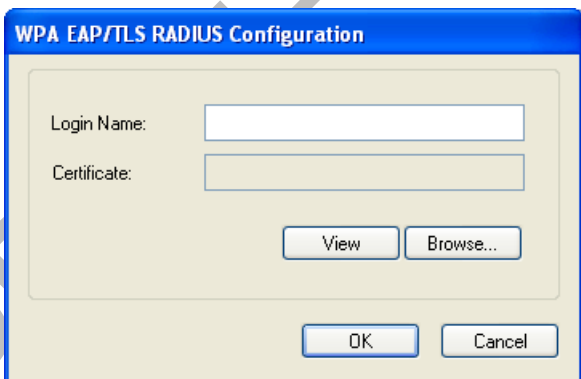 WPA EAP/TLS RADIUS Configuration
Login Name:
Certificate:
View Browse...
OK Cancel